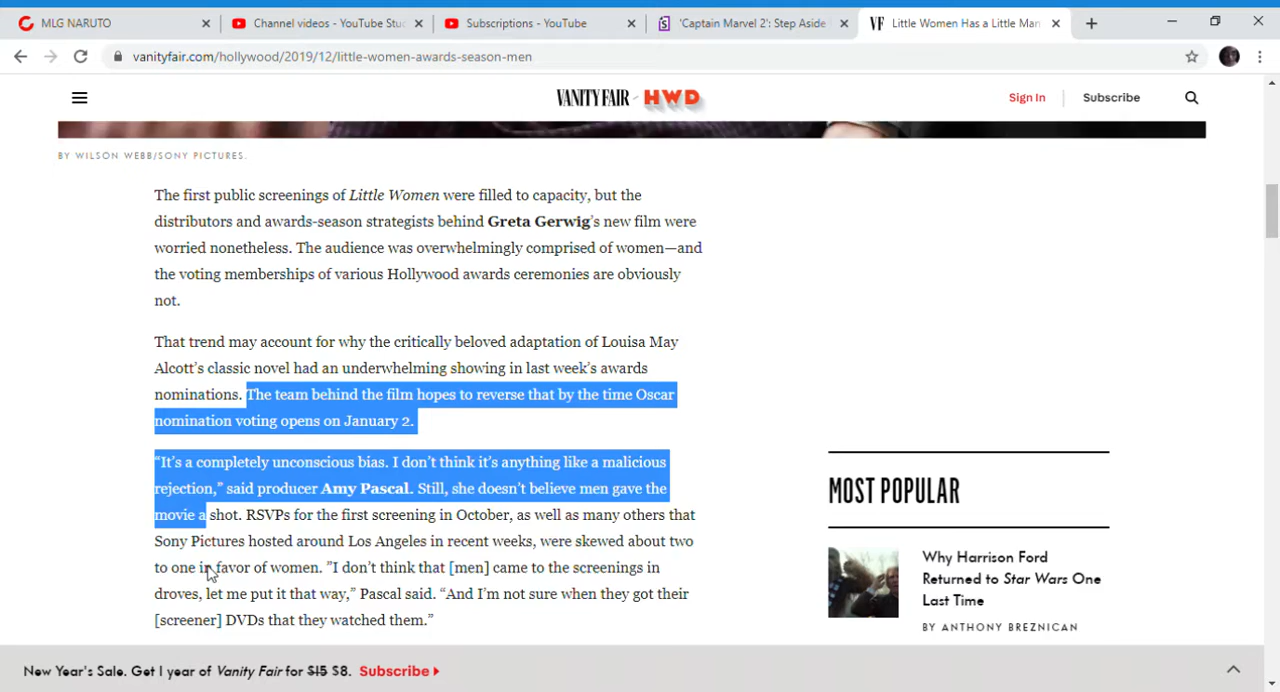 MLG NARUTO
Channel videos - YouTube Stu
Subscriptions - YouTube
'Captain Marvel 2': Step Aside
VF Little Women Has a Little Man
vanityfair.com/hollywood/2019/12/little-women-awards-season-men
VANITY FAIR HWD
Sign In
Subscribe
BY WILSON WEBB/SONY PICTURES.
The first public screenings of Little Women were filled to capacity, but the
distributors and awards-season strategists behind Greta Gerwig’s new film were
worried nonetheless. The audience was overwhelmingly comprised of women—and
the voting memberships of various Hollywood awards ceremonies are obviously
not.
That trend may account for why the critically beloved adaptation of Louisa May
Alcott’s classic novel had an underwhelming showing in last week’s awards
nominations. The team behind the film hopes to reverse that by the time Oscar
nomination voting opens on January 2.
“It’s a completely unconscious bias. I don’t think it’s anything like a malicious
rejection,” said producer Amy Pascal. Still, she doesn’t believe men gave the
movie a shot. RSVPs for the first screening in October, as well as many others that
Sony Pictures hosted around Los Angeles in recent weeks, were skewed about two
to one in favor of women. ”I don’t think that [men] came to the screenings in
droves, let me put it that way,” Pascal said. “And I’m not sure when they got their
[screener] DVDs that they watched them.”
MOST POPULAR
Why Harrison Ford
Returned to Star Wars One
Last Time
BY ANTHONY BREZNICAN
New Year's Sale. Get 1 year of Vanity Fair for $15 $8. Subscribe